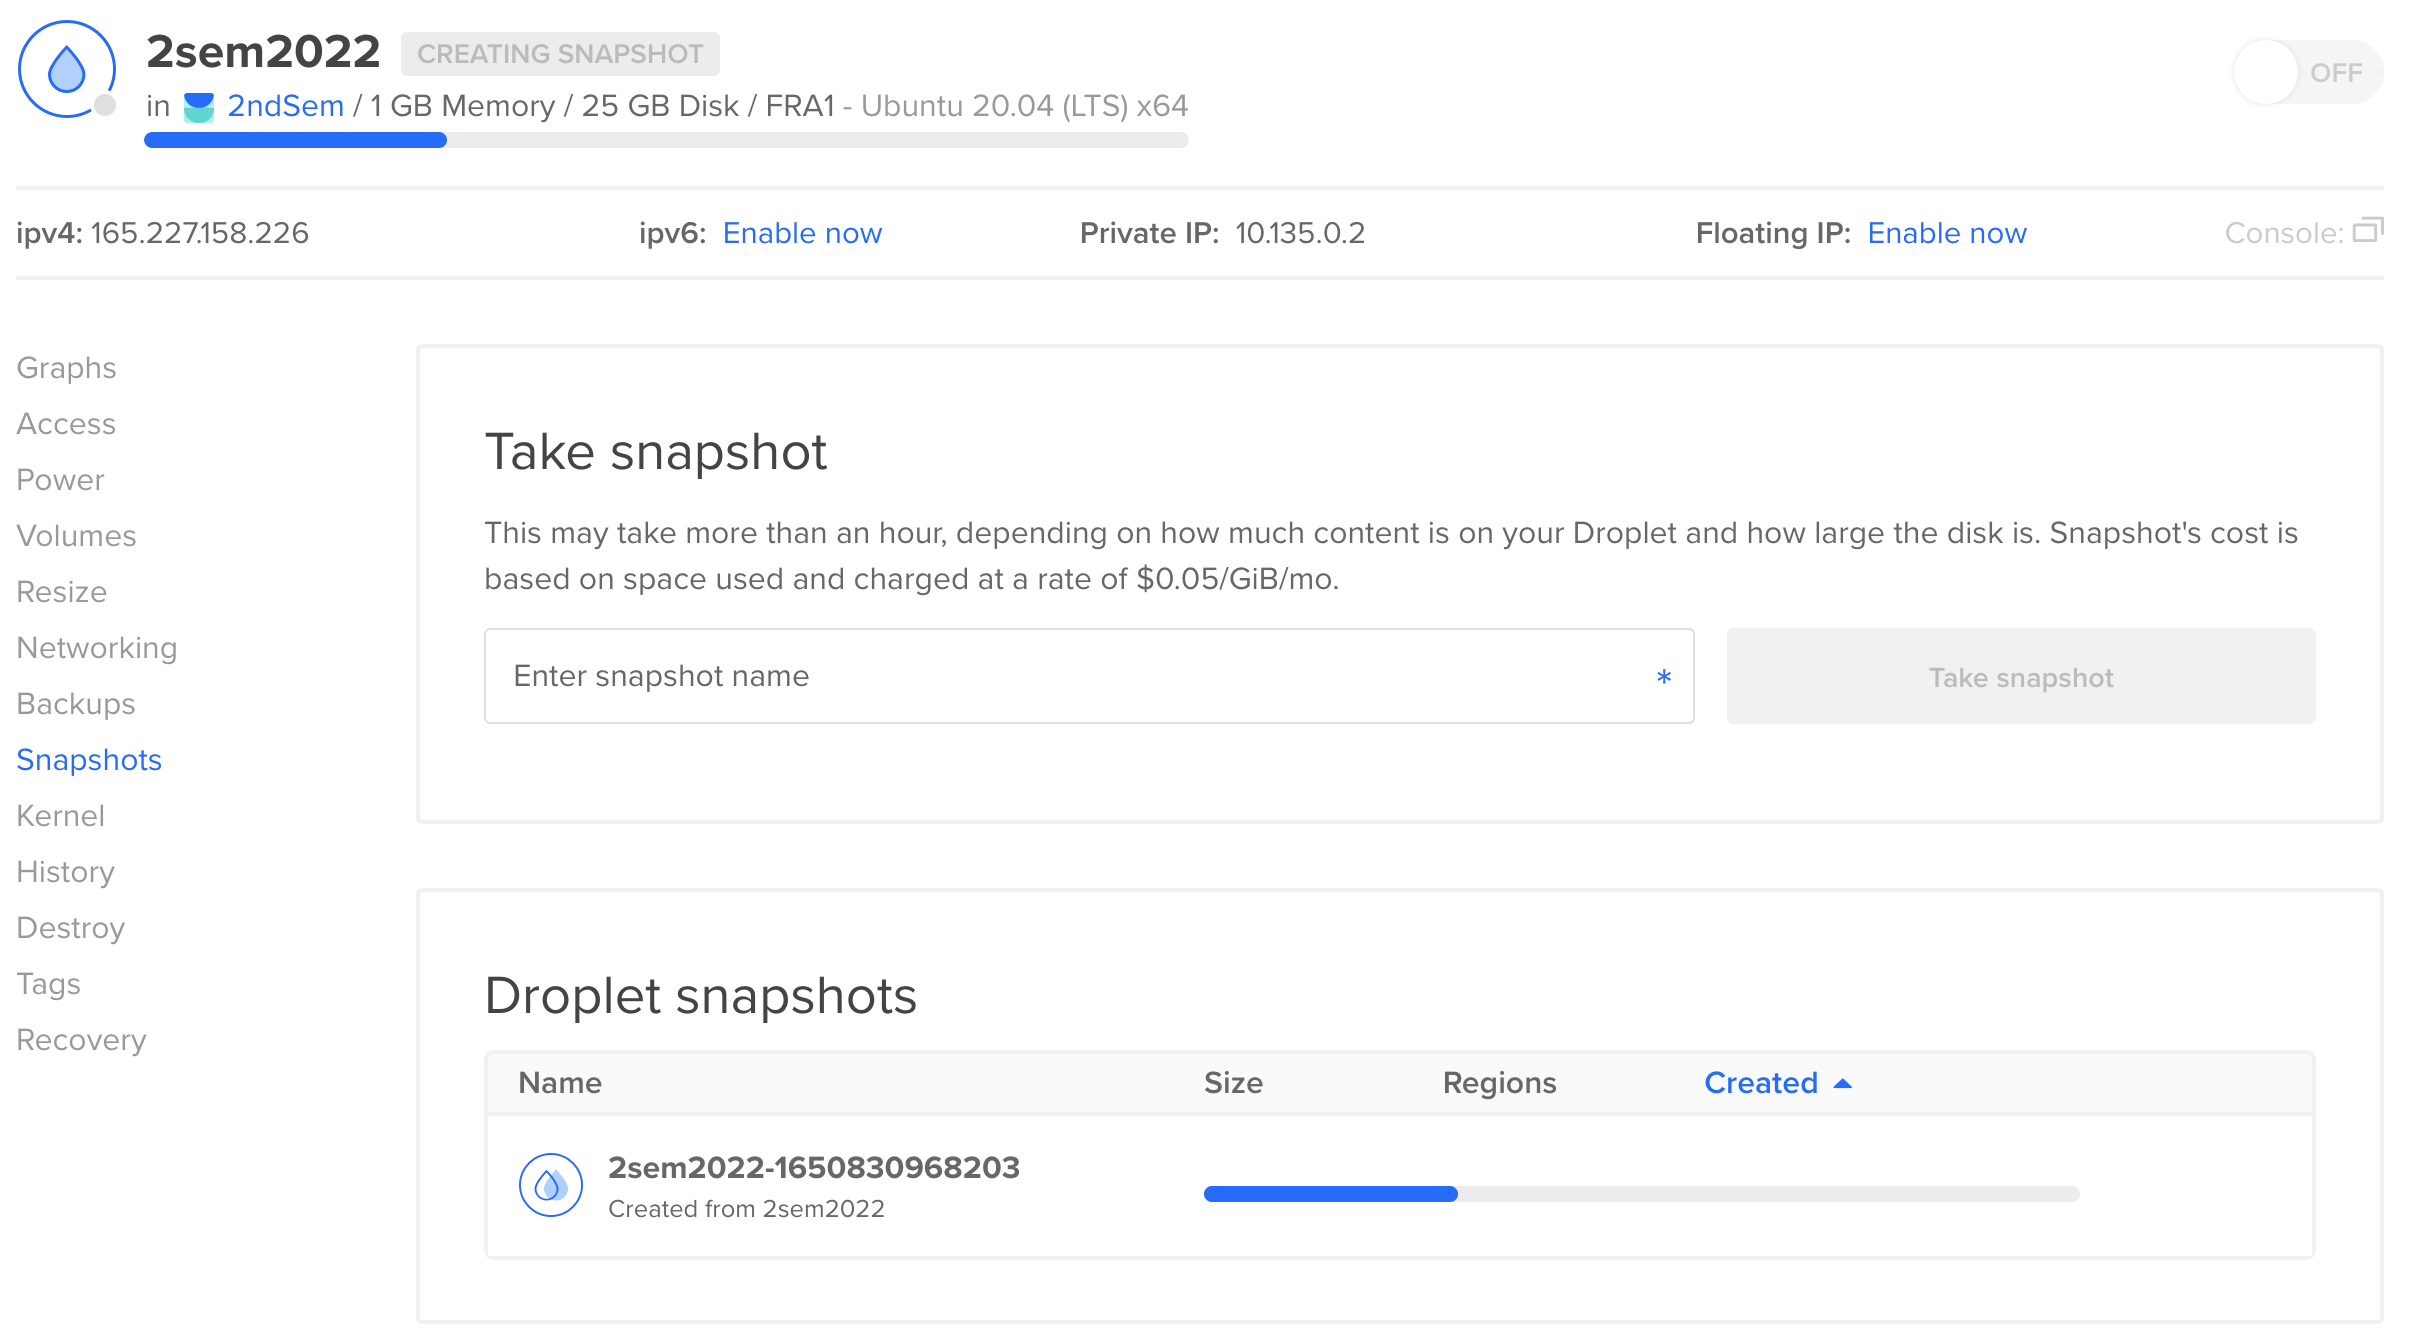 2sem2022 CREATING SNAPSHOT OFF
in 2ndSem / 1 GB Memory / 25 GB Disk / FRA1 - Ubuntu 20.04 (LTS) x64
ipv4: 165.227.158.226 ipv6: Enable now Private IP: 10.135.0.2 Floating IP: Enable now Console:
Graphs
Access
Power
Volumes
Resize
Networking
Backups
Snapshots
Kernel
History
Destroy
Tags
Recovery
Take snapshot
This may take more than an hour, depending on how much content is on your Droplet and how large the disk is. Snapshot's cost is
based on space used and charged at a rate of $0.05/GiB/mo.
Enter snapshot name * Take snapshot
Droplet snapshots
Name Size Regions Created
2sem2022-1650830968203
Created from 2sem2022